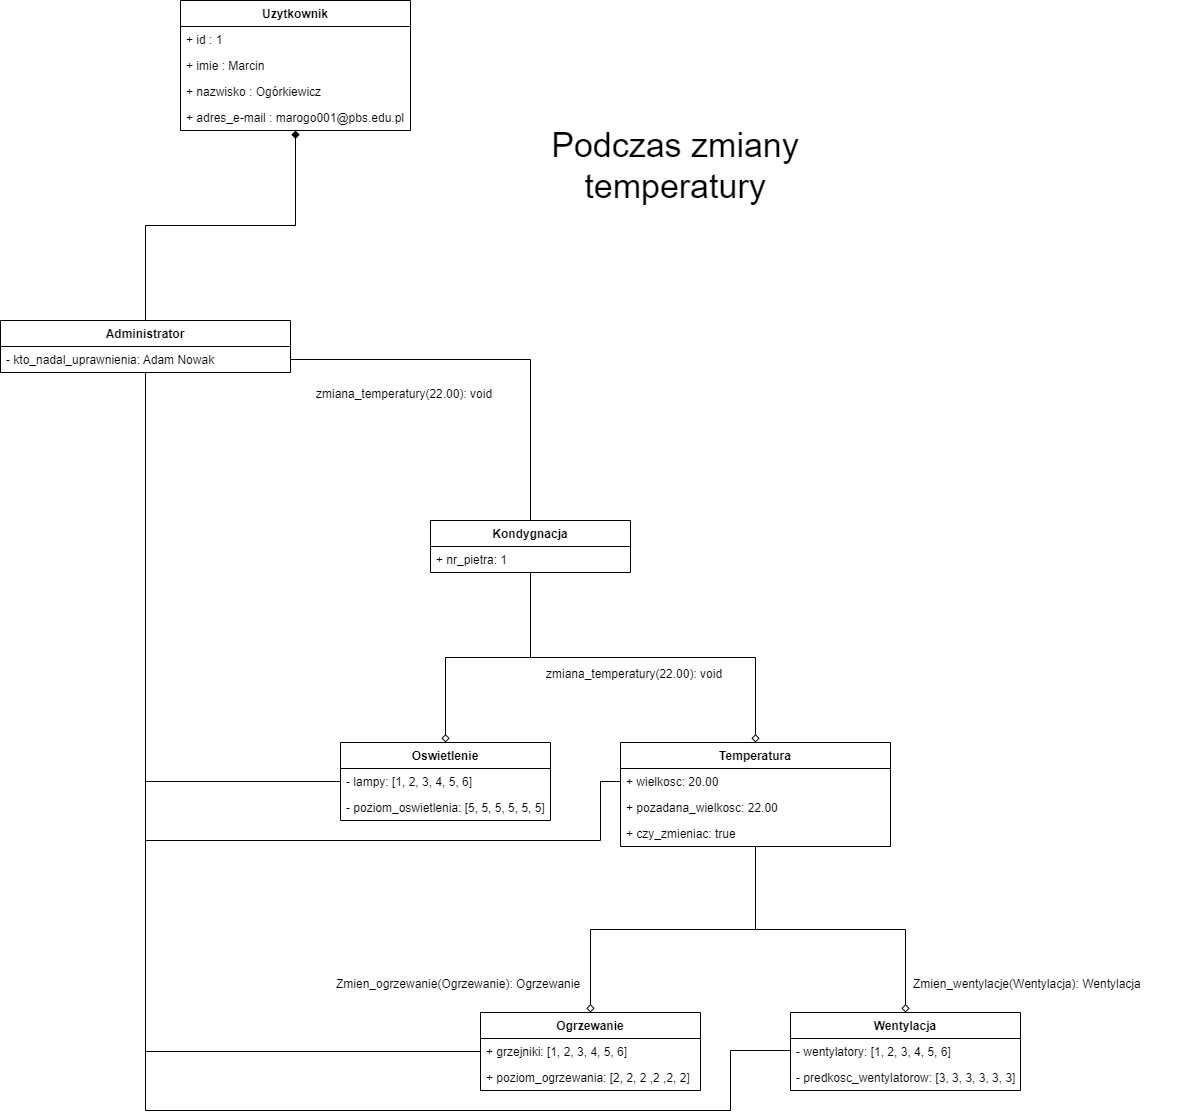 Uzytkownik
+ id : 1
+ imie : Marcin
+ nazwisko : Ogórkiewicz
+ adres_e-mail : marogo001@pbs.edu.pl
Podczas zmiany
temperatury
Administrator
- kto_nadal_uprawnienia: Adam Nowak
zmiana_temperatury(22.00): void
Kondygnacja
+ nr_pietra: 1
zmiana_temperatury(22.00): void
Oswietlenie
- lampy: [1, 2, 3, 4, 5, 6]
- poziom_oswietlenia: [5, 5, 5, 5, 5, 5]
Temperatura
+ wielkosc: 20.00
+ pozadana_wielkosc: 22.00
+ czy_zmieniac: true
Zmien_ogrzewanie(Ogrzewanie): Ogrzewanie
Zmien_wentylacje(Wentylacja): Wentylacja
Ogrzewanie
+ grzejniki: [1, 2, 3, 4, 5, 6]
+ poziom_ogrzewania: [2, 2, 2 ,2 ,2, 2]
Wentylacja
- wentylatory: [1, 2, 3, 4, 5, 6]
- predkosc_wentylatorow: [3, 3, 3, 3, 3, 3]